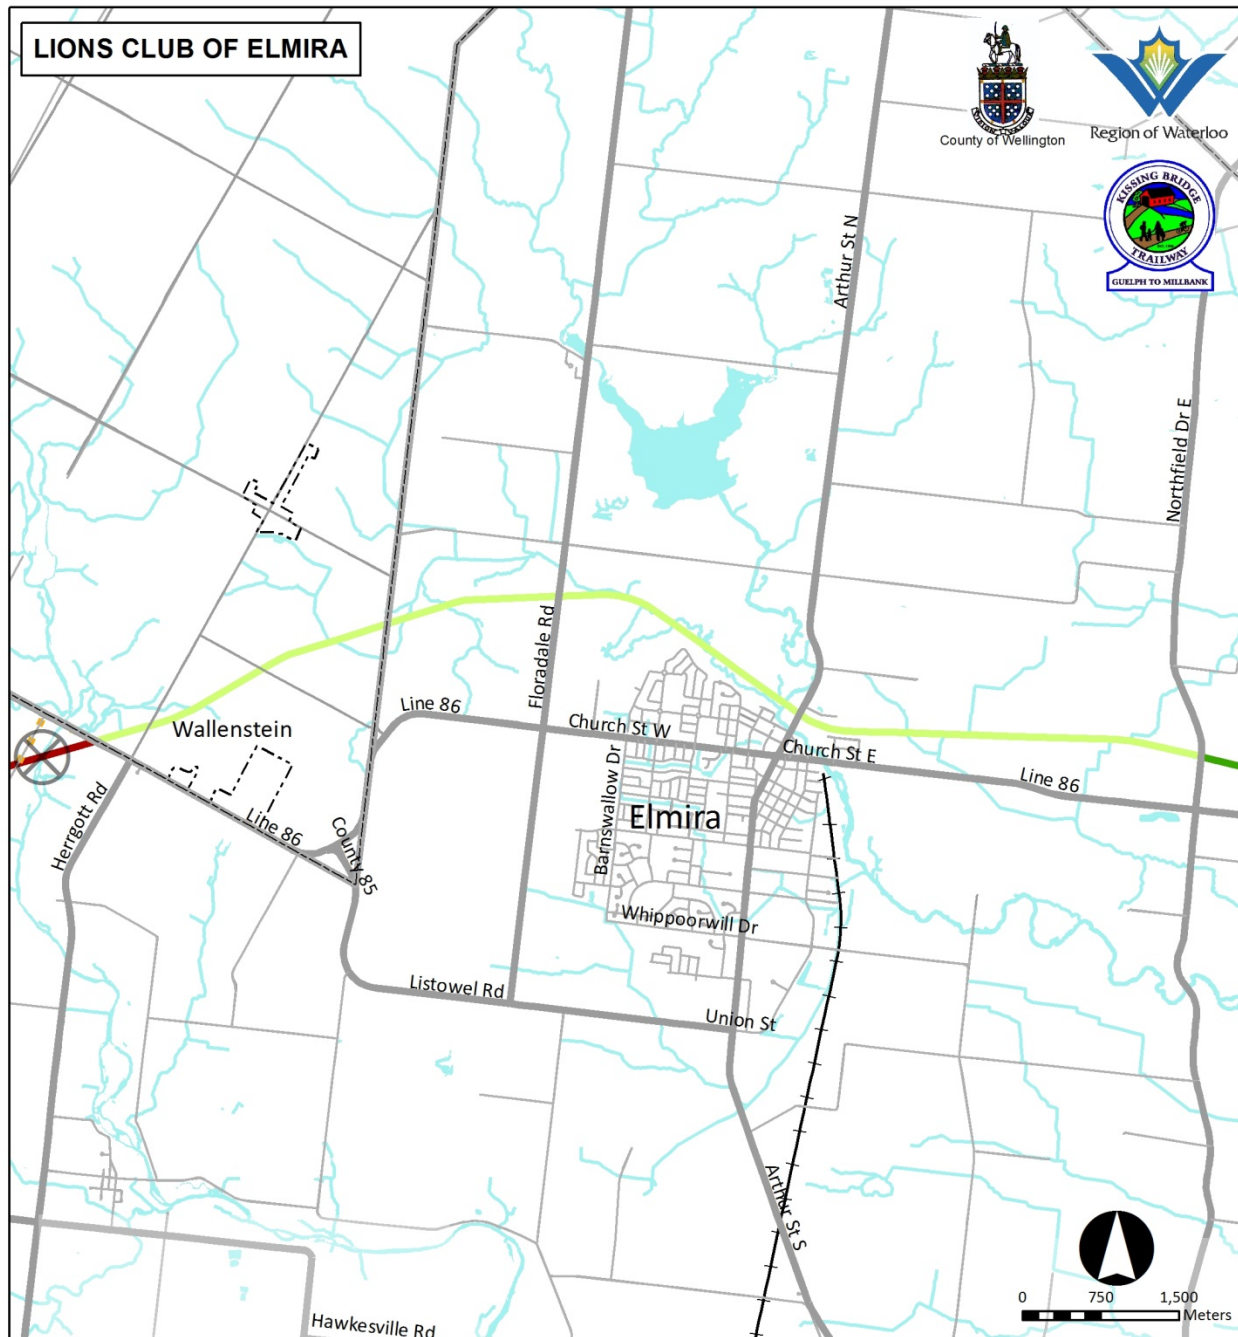 LIONS CLUB OF ELMIRA
County of Wellington
Region of Waterloo
KISSING BRIDGE
TRAILWAY
GUELPH TO MILLBANK
Arthur St N
Northfield Dr E
Floradale Rd
Line 86
Wallenstein
Church St W
Church St E
Line 86
Barnswallow Dr
Elmira
Herrgott Rd
Line 86
County 85
Whippoorwill Dr
Listowel Rd
Union St
Arthur St S
Hawkesville Rd
0 750 1,500
Meters